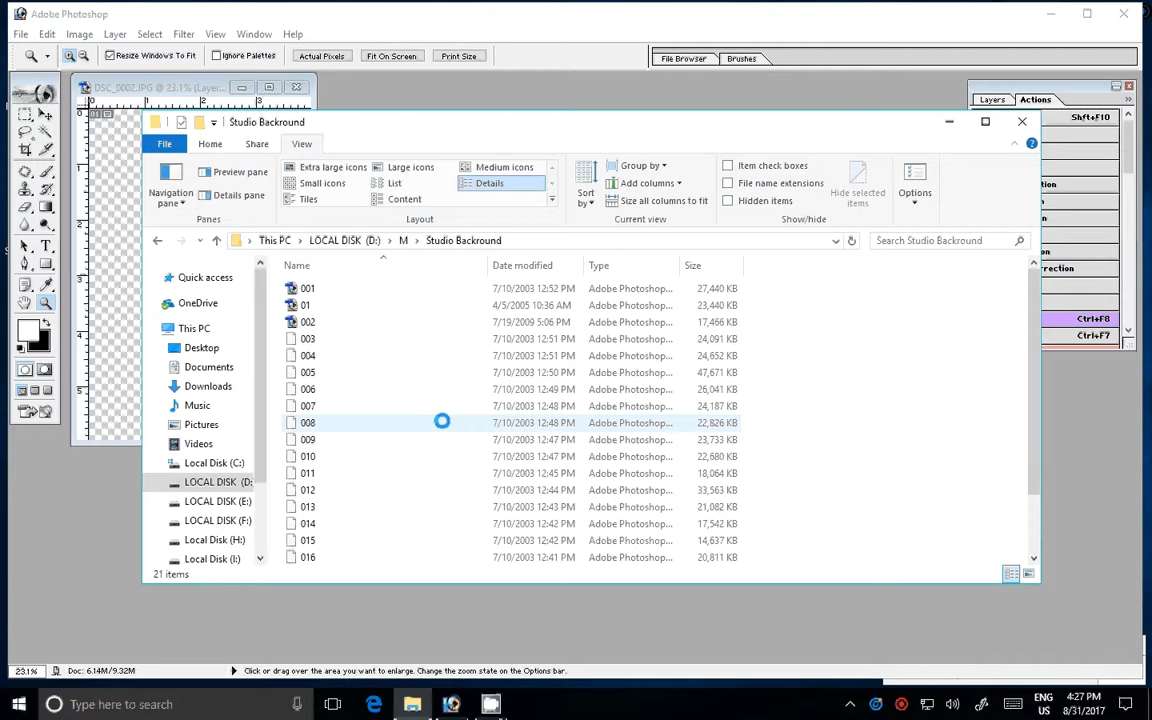 Adobe Photoshop
File Edit Image Layer Select Filter View Window Help
Resize Windows To Fit Ignore Palettes Actual Pixels Fit On Screen Print Size File Browser Brushes
DSC_0002.JPG @ 23.1% (Layer...
0 1 2 3
Layers Actions
Shft+F10
Studio Backround
File Home Share View
Navigation pane
Preview pane
Details pane
Panes
Extra large icons Large icons Medium icons
Small icons List Details
Tiles Content
Layout
Sort by
Group by
Add columns
Size all columns to fit
Current view
Item check boxes
File name extensions
Hidden items
Hide selected items
Show/hide
Options
This PC LOCAL DISK (D:) M Studio Backround
Search Studio Backround
Quick access
OneDrive
This PC
Desktop
Documents
Downloads
Music
Pictures
Videos
Local Disk (C:)
LOCAL DISK (D:
LOCAL DISK (E:)
LOCAL DISK (F:)
Local Disk (H:)
Local Disk (I:)
Name Date modified Type Size
001 7/10/2003 12:52 PM Adobe Photoshop... 27,440 KB
01 4/5/2005 10:36 AM Adobe Photoshop... 23,440 KB
002 7/19/2009 5:06 PM Adobe Photoshop... 17,466 KB
003 7/10/2003 12:51 PM Adobe Photoshop... 24,091 KB
004 7/10/2003 12:51 PM Adobe Photoshop... 24,652 KB
005 7/10/2003 12:50 PM Adobe Photoshop... 47,671 KB
006 7/10/2003 12:49 PM Adobe Photoshop... 26,041 KB
007 7/10/2003 12:48 PM Adobe Photoshop... 24,187 KB
008 7/10/2003 12:48 PM Adobe Photoshop... 22,826 KB
009 7/10/2003 12:47 PM Adobe Photoshop... 23,733 KB
010 7/10/2003 12:47 PM Adobe Photoshop... 22,680 KB
011 7/10/2003 12:45 PM Adobe Photoshop... 18,064 KB
012 7/10/2003 12:44 PM Adobe Photoshop... 33,563 KB
013 7/10/2003 12:43 PM Adobe Photoshop... 21,082 KB
014 7/10/2003 12:42 PM Adobe Photoshop... 17,542 KB
015 7/10/2003 12:42 PM Adobe Photoshop... 14,637 KB
016 7/10/2003 12:41 PM Adobe Photoshop... 20,811 KB
21 items
ction
on
rrection
Ctrl+F8
Ctrl+F7
23.1% Doc: 6.14M/9.32M Click or drag over the area you want to enlarge. Change the zoom state on the Options bar.
Type here to search
ENG
US
4:27 PM
8/31/2017